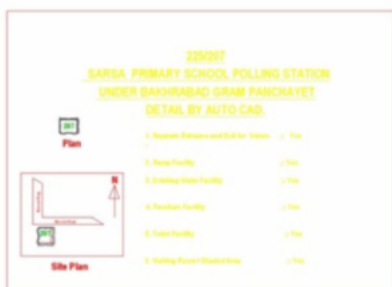 225/207
SARSA PRIMARY SCHOOL POLLING STATION
UNDER BAKHRABAD GRAM PANCHAYET
DETAIL BY AUTO CAD
Plan
1. Separate Entrance and Exit for Voters : Yes
2. Ramp Facility : Yes
3. Drinking Water Facility : Yes
4. Furniture Facility : Yes
5. Toilet Facility : Yes
6. Waiting Shaded Area : Yes
N
Site Plan